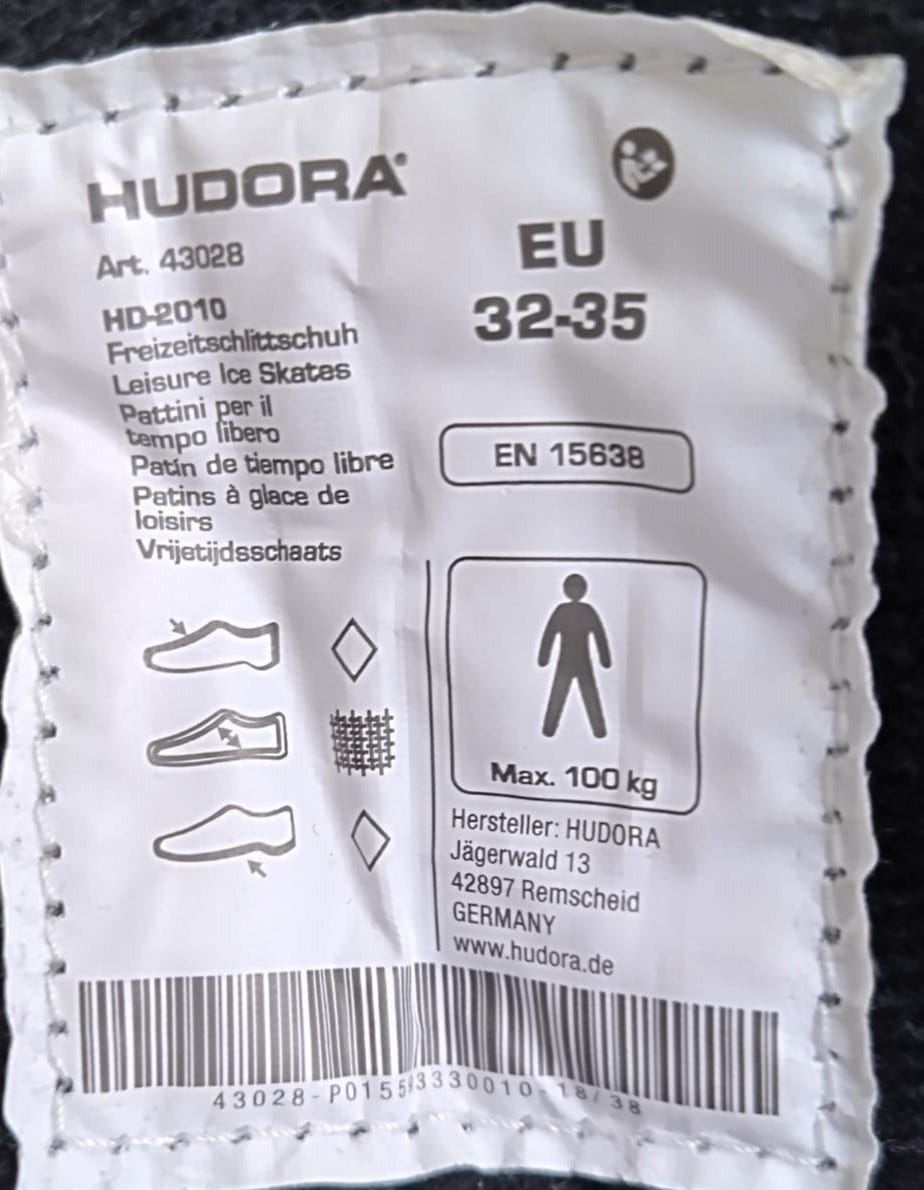 HUDORA®
Art. 43028
HD-2010
Freizeitschlittschuh
Leisure Ice Skates
Pattini per il
tempo libero
Patín de tiempo libre
Patins à glace de
loisirs
Vrijetijdsschaats
EU
32-35
EN 15638
Max. 100 kg
Hersteller: HUDORA
Jägerwald 13
42897 Remscheid
GERMANY
www.hudora.de